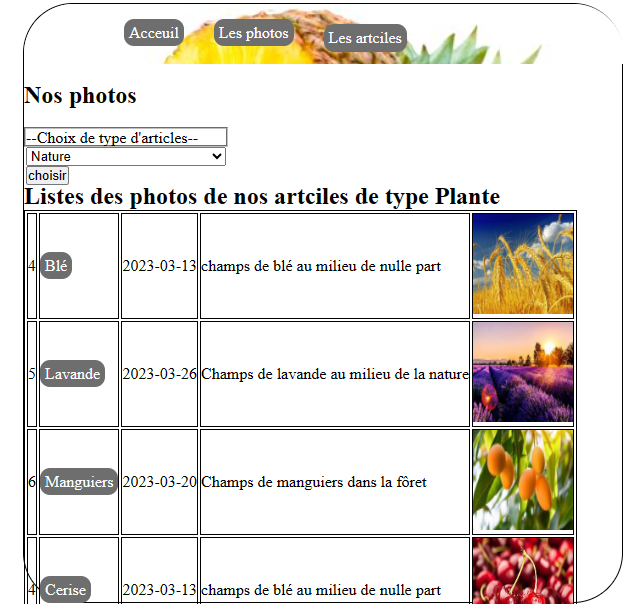 Acceuil Les photos Les artciles
Nos photos
--Choix de type d'articles--
Nature
choisir
Listes des photos de nos artciles de type Plante
4 Blé 2023-03-13 champs de blé au milieu de nulle part
5 Lavande 2023-03-26 Champs de lavande au milieu de la nature
6 Manguiers 2023-03-20 Champs de manguiers dans la fôret
4 Cerise 2023-03-13 champs de blé au milieu de nulle part